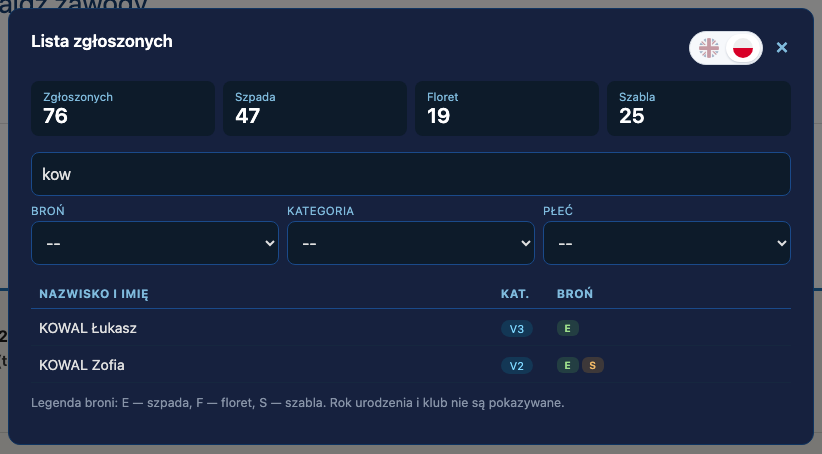 Lista zgłoszonych
×
Zgłoszonych
76
Szpada
47
Floret
19
Szabla
25
kow
BROŃ
--
KATEGORIA
--
PŁEĆ
--
NAZWISKO I IMIĘ KAT. BROŃ
KOWAL Łukasz V3 E
KOWAL Zofia V2 E S
Legenda broni: E — szpada, F — floret, S — szabla. Rok urodzenia i klub nie są pokazywane.